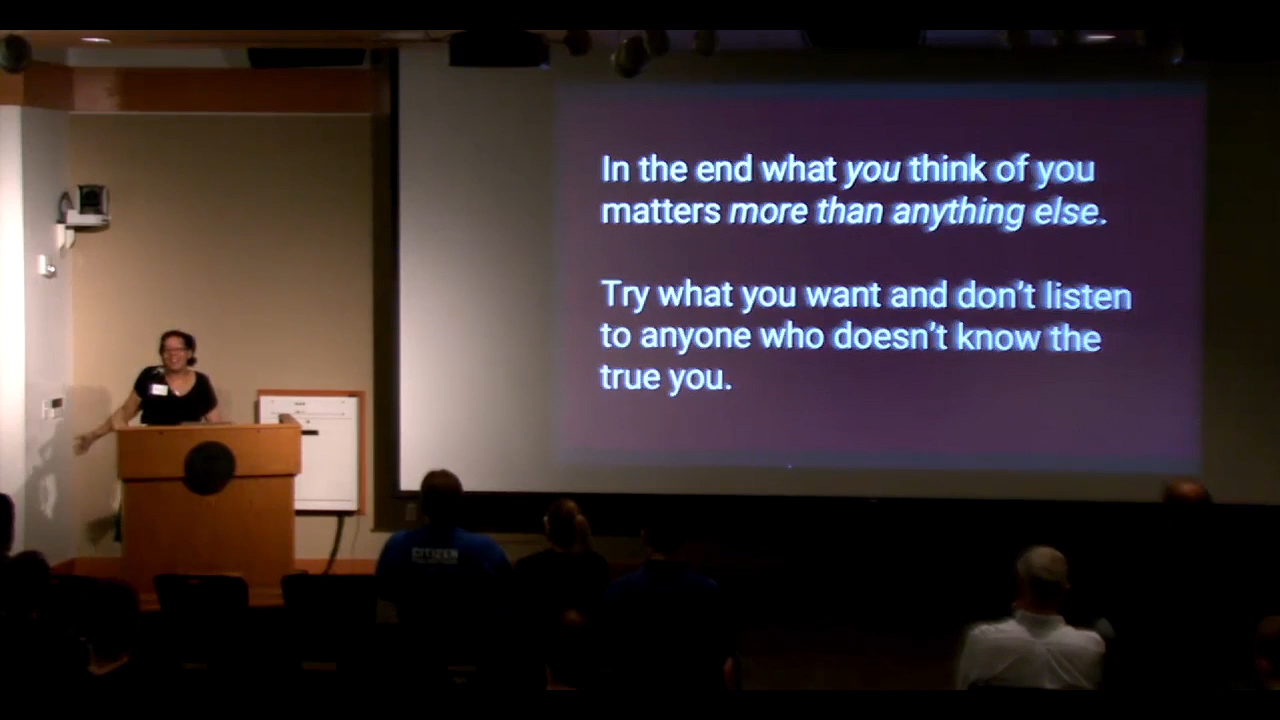 In the end what you think of you
matters more than anything else.
Try what you want and don't listen
to anyone who doesn't know the
true you.
CITIZEN